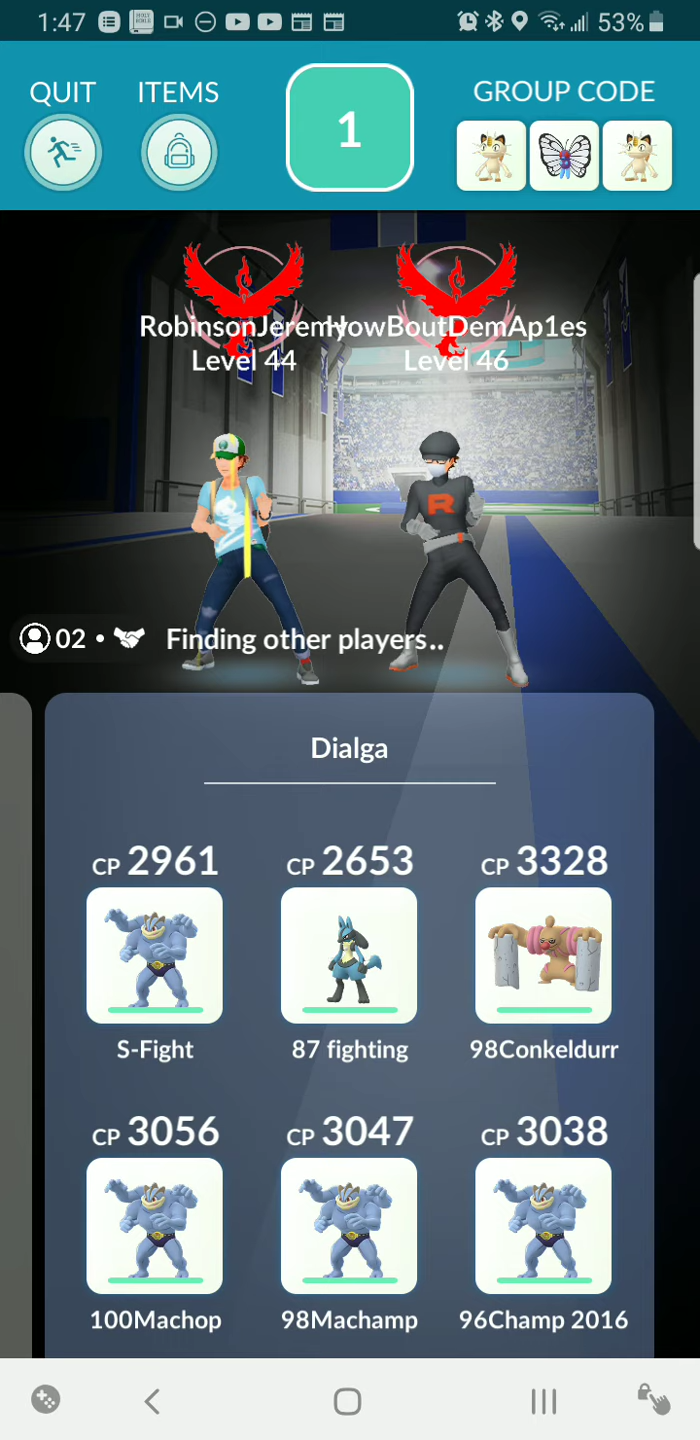 1:47
53%
QUIT ITEMS
1
GROUP CODE
RobinsonJeremy HowBoutDemAp1es
Level 44 Level 46
R
02 • Finding other players..
Dialga
CP 2961 CP 2653 CP 3328
S-Fight 87 fighting 98Conkeldurr
CP 3056 CP 3047 CP 3038
100Machop 98Machamp 96Champ 2016